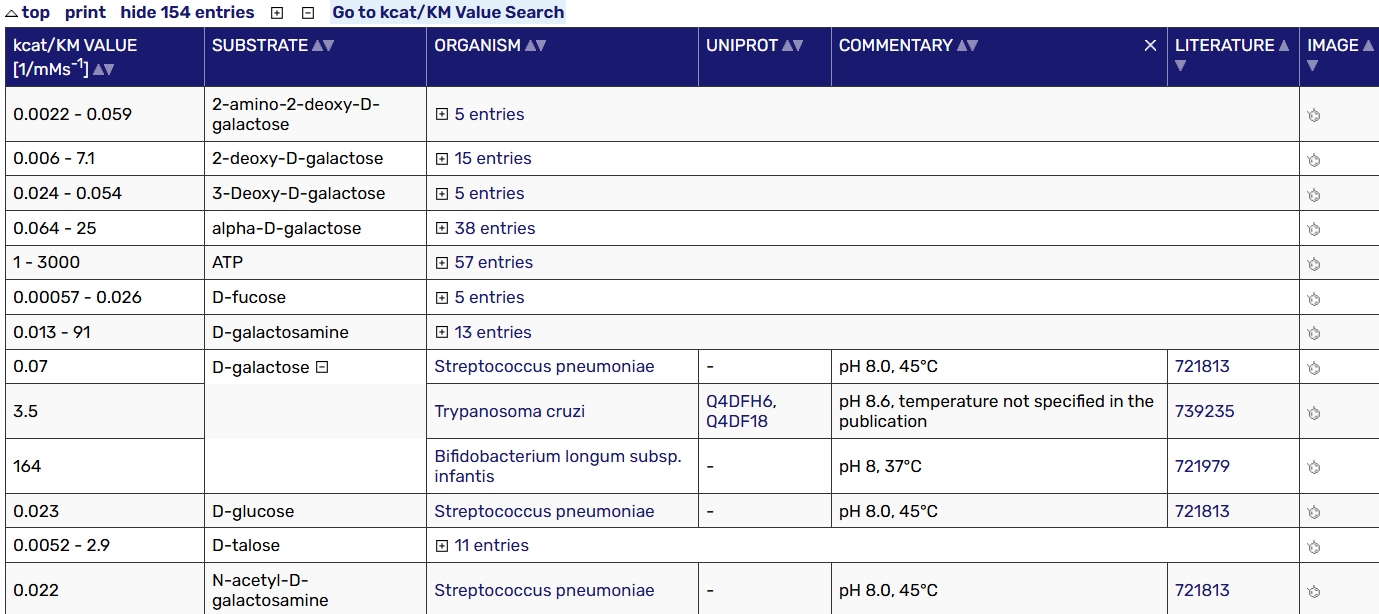 top print hide 154 entries Go to kcat/KM Value Search
kcat/KM VALUE SUBSTRATE ORGANISM UNIPROT COMMENTARY LITERATURE IMAGE
[1/mMs-1]
0.0022 - 0.059 2-amino-2-deoxy-D-
galactose 5 entries
0.006 - 7.1 2-deoxy-D-galactose 15 entries
0.024 - 0.054 3-Deoxy-D-galactose 5 entries
0.064 - 25 alpha-D-galactose 38 entries
1 - 3000 ATP 57 entries
0.00057 - 0.026 D-fucose 5 entries
0.013 - 91 D-galactosamine 13 entries
0.07 D-galactose Streptococcus pneumoniae - pH 8.0, 45°C 721813
3.5 Trypanosoma cruzi Q4DFH6, pH 8.6, temperature not specified in the 739235
Q4DF18 publication
164 Bifidobacterium longum subsp. - pH 8, 37°C 721979
infantis
0.023 D-glucose Streptococcus pneumoniae - pH 8.0, 45°C 721813
0.0052 - 2.9 D-talose 11 entries
0.022 N-acetyl-D- Streptococcus pneumoniae - pH 8.0, 45°C 721813
galactosamine